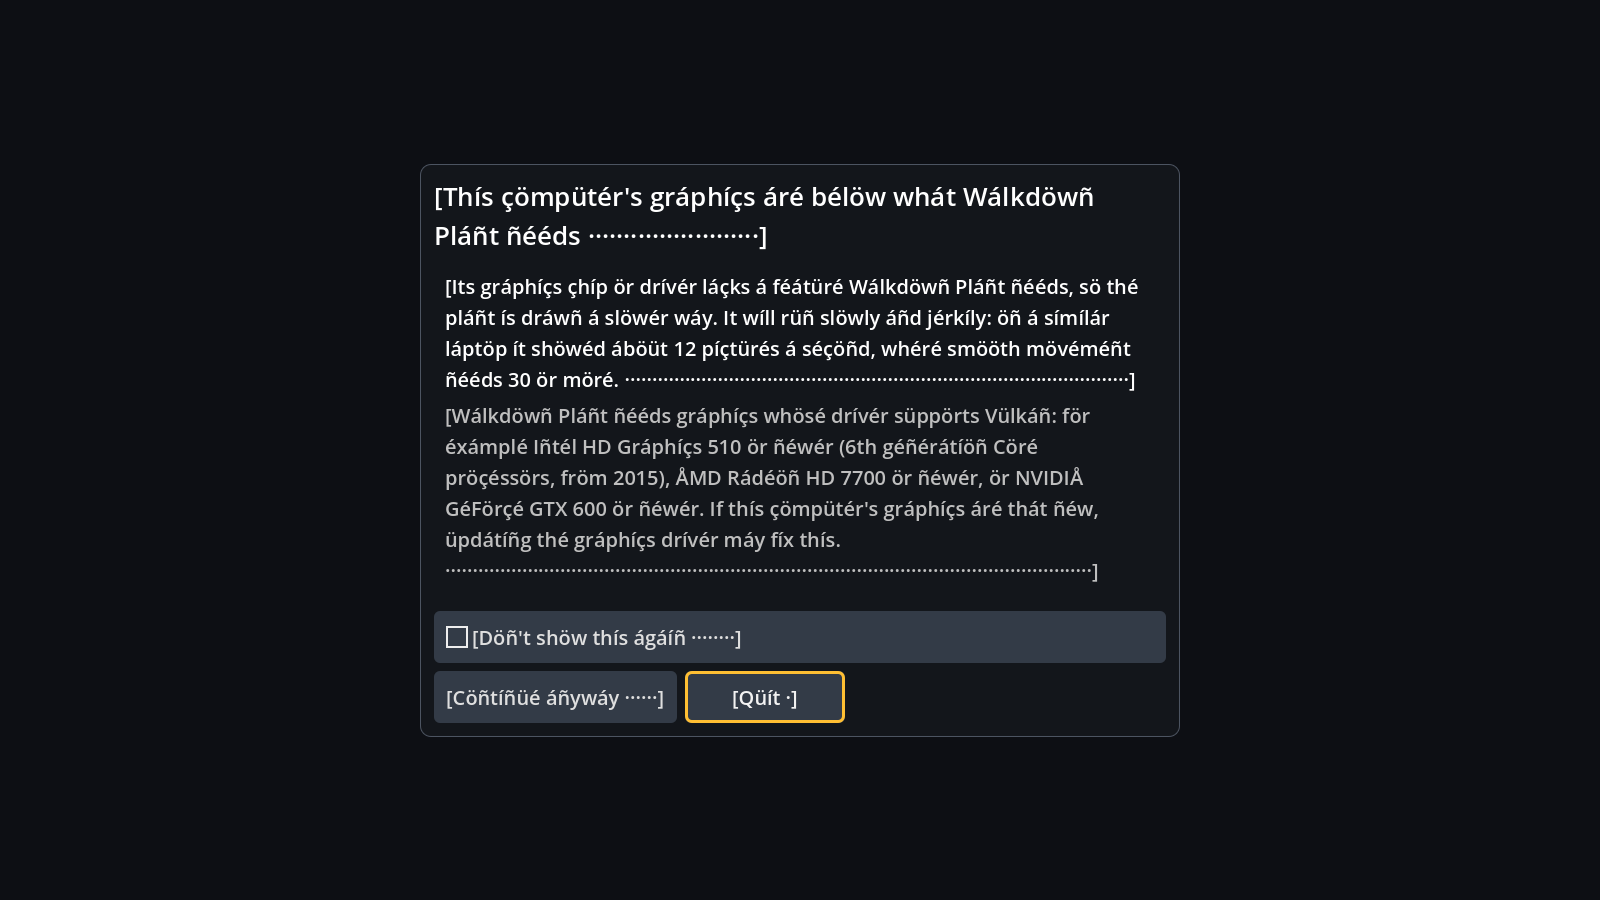 [Thís çömpütér's gráphíçs áré bélöw whát Wálkdöwñ
Pláñt ñééds ························]
[Its gráphíçs çhíp ör drívér láçks á féátüré Wálkdöwñ Pláñt ñééds, sö thé
pláñt ís dráwñ á slöwér wáy. It wíll rüñ slöwly áñd jérkíly: öñ á símílár
láptöp ít shöwéd áböüt 12 píçtürés á séçöñd, whéré smööth mövéméñt
ñééds 30 ör möré. ····························································································]
[Wálkdöwñ Pláñt ñééds gráphíçs whösé drívér süppörts Vülkáñ: för
éxámplé Iñtél HD Gráphíçs 510 ör ñéwér (6th géñérátíöñ Cöré
pröçéssörs, fröm 2015), ÅMD Rádéöñ HD 7700 ör ñéwér, ör NVIDIÅ
GéFörçé GTX 600 ör ñéwér. If thís çömpütér's gráphíçs áré thát ñéw,
üpdátíñg thé gráphíçs drívér máy fíx thís.
······················································································································]
[Döñ't shöw thís ágáíñ ········]
[Cöñtíñüé áñywáy ······] [Qüít ·]